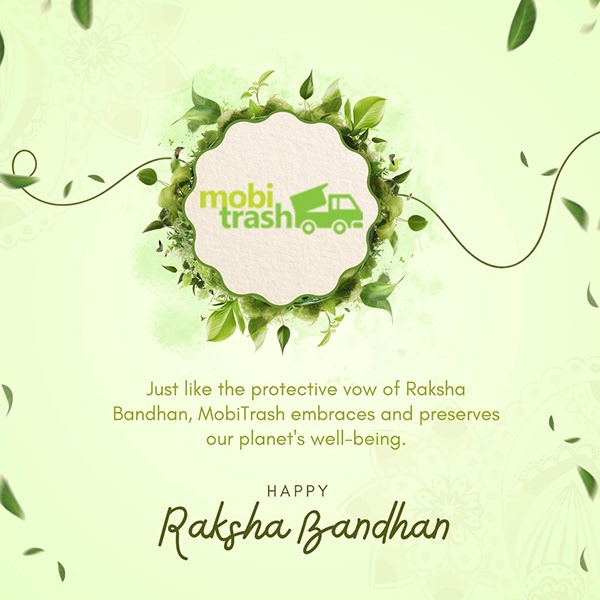 mobi
trash
Just like the protective vow of Raksha
Bandhan, MobiTrash embraces and preserves
our planet's well-being.
HAPPY
Raksha Bandhan